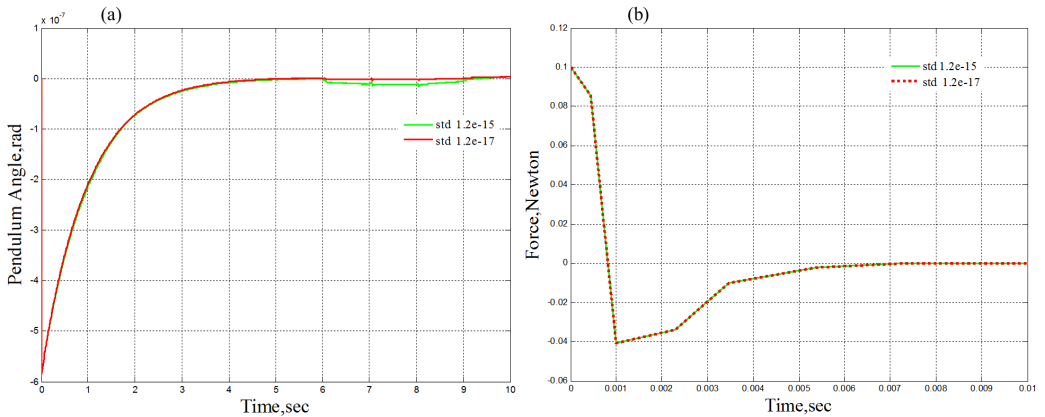 (a)
x 10⁻⁷
Pendulum Angle,rad
1
0
-1
-2
-3
-4
-5
-6
0 1 2 3 4 5 6 7 8 9 10
Time,sec
std 1.2e-15
std 1.2e-17
(b)
Force,Newton
0.12
0.1
0.08
0.06
0.04
0.02
0
-0.02
-0.04
-0.06
0 0.001 0.002 0.003 0.004 0.005 0.006 0.007 0.008 0.009 0.01
Time,sec
std 1.2e-15
std 1.2e-17